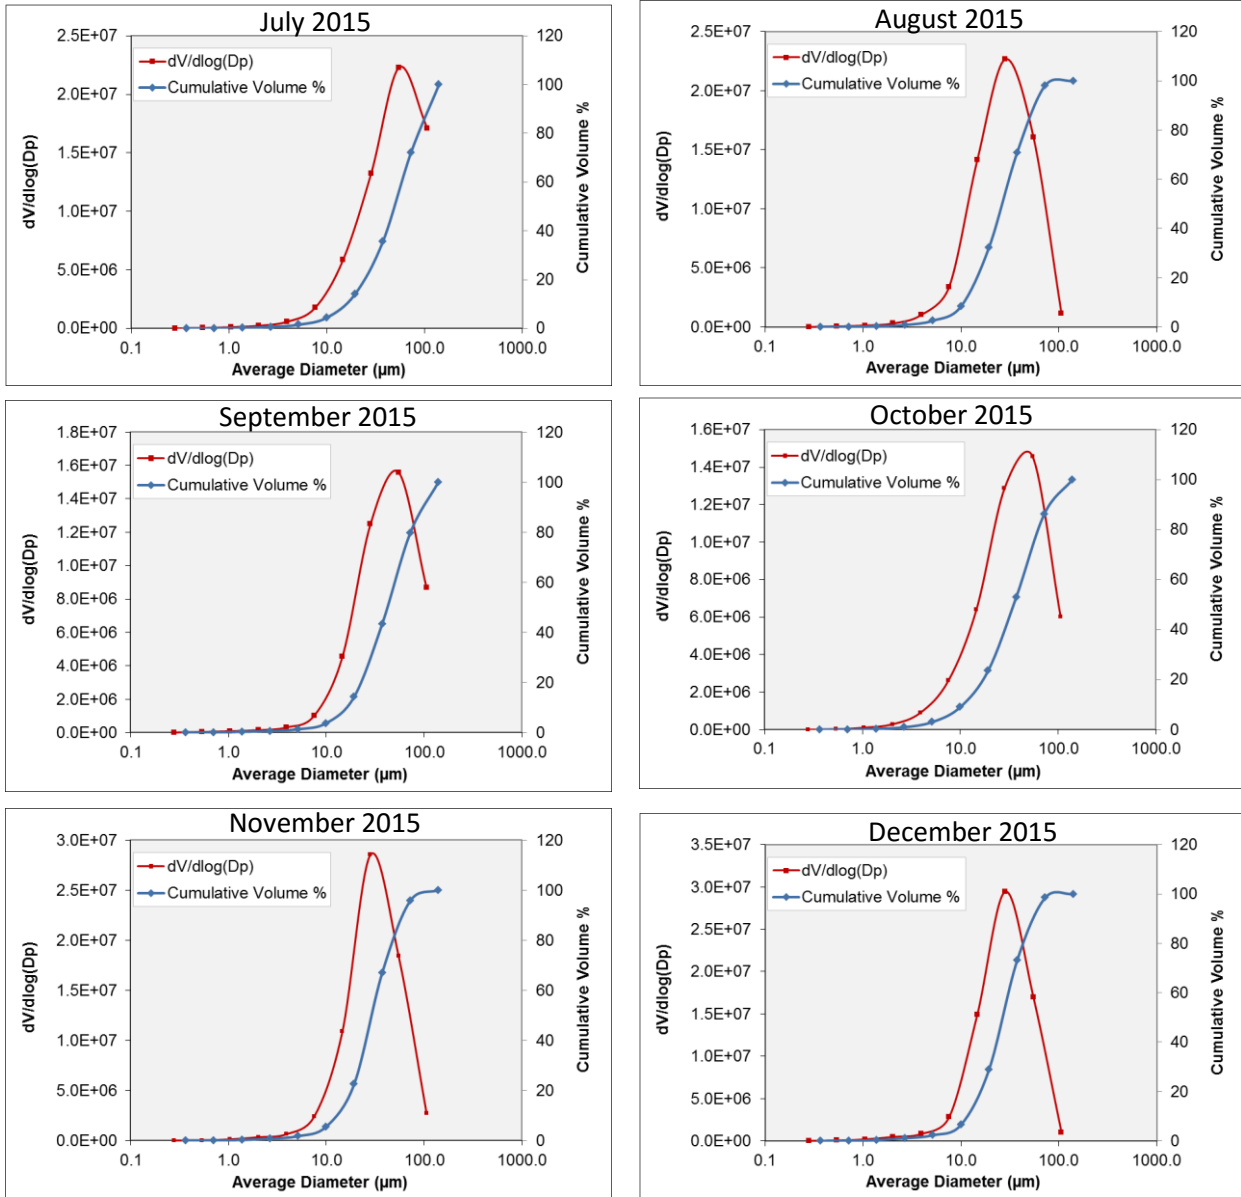 July 2015
2.5E+07
2.0E+07
1.5E+07
1.0E+07
5.0E+06
0.0E+00
dV/dlog(Dp)
dV/dlog(Dp)
Cumulative Volume %
120
100
80
60
40
20
0
Cumulative Volume %
0.1 1.0 10.0 100.0 1000.0
Average Diameter (µm)
August 2015
2.5E+07
2.0E+07
1.5E+07
1.0E+07
5.0E+06
0.0E+00
dV/dlog(Dp)
dV/dlog(Dp)
Cumulative Volume %
120
100
80
60
40
20
0
Cumulative Volume %
0.1 1.0 10.0 100.0 1000.0
Average Diameter (µm)
September 2015
1.8E+07
1.6E+07
1.4E+07
1.2E+07
1.0E+07
8.0E+06
6.0E+06
4.0E+06
2.0E+06
0.0E+00
dV/dlog(Dp)
dV/dlog(Dp)
Cumulative Volume %
120
100
80
60
40
20
0
Cumulative Volume %
0.1 1.0 10.0 100.0 1000.0
Average Diameter (µm)
October 2015
1.6E+07
1.4E+07
1.2E+07
1.0E+07
8.0E+06
6.0E+06
4.0E+06
2.0E+06
0.0E+00
dV/dlog(Dp)
dV/dlog(Dp)
Cumulative Volume %
120
100
80
60
40
20
0
Cumulative Volume %
0.1 1.0 10.0 100.0 1000.0
Average Diameter (µm)
November 2015
3.0E+07
2.5E+07
2.0E+07
1.5E+07
1.0E+07
5.0E+06
0.0E+00
dV/dlog(Dp)
dV/dlog(Dp)
Cumulative Volume %
120
100
80
60
40
20
0
Cumulative Volume %
0.1 1.0 10.0 100.0 1000.0
Average Diameter (µm)
December 2015
3.5E+07
3.0E+07
2.5E+07
2.0E+07
1.5E+07
1.0E+07
5.0E+06
0.0E+00
dV/dlog(Dp)
dV/dlog(Dp)
Cumulative Volume %
120
100
80
60
40
20
0
Cumulative Volume %
0.1 1.0 10.0 100.0 1000.0
Average Diameter (µm)